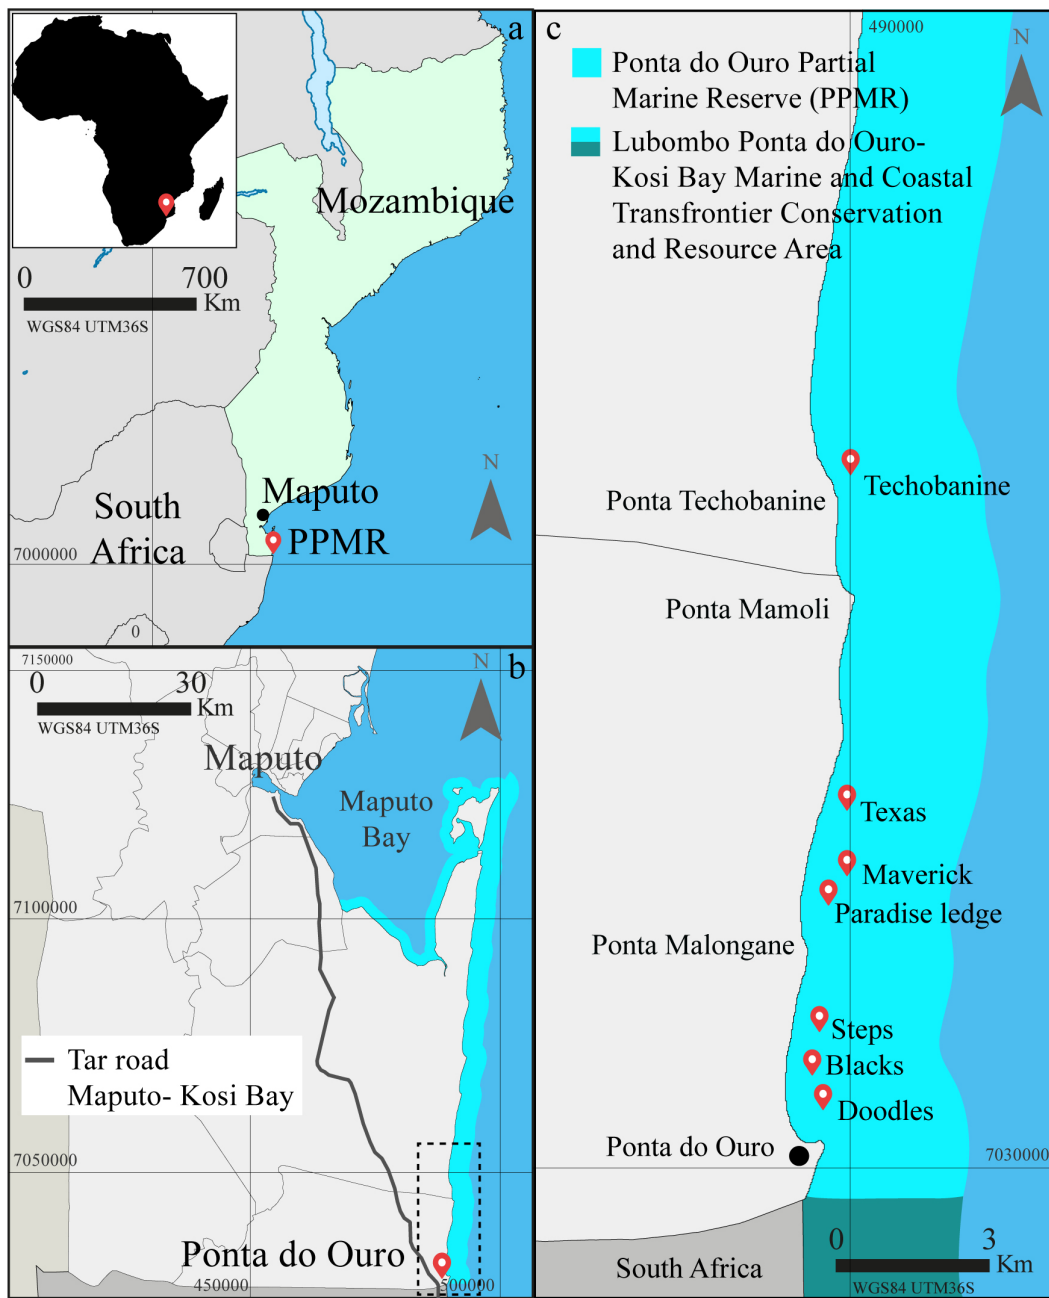 a
Mozambique
0 700
Km
WGS84 UTM36S
N
Maputo
South
Africa
PPMR
7000000
0
b
7150000
N
0 30
Km
WGS84 UTM36S
Maputo
Maputo
Bay
7100000
Tar road
Maputo- Kosi Bay
7050000
Ponta do Ouro
450000
500000
c
490000
N
Ponta do Ouro Partial
Marine Reserve (PPMR)
Lubombo Ponta do Ouro-
Kosi Bay Marine and Coastal
Transfrontier Conservation
and Resource Area
Techobanine
Ponta Techobanine
Ponta Mamoli
Texas
Maverick
Paradise ledge
Ponta Malongane
Steps
Blacks
Doodles
Ponta do Ouro
7030000
0 3
Km
South Africa
WGS84 UTM36S